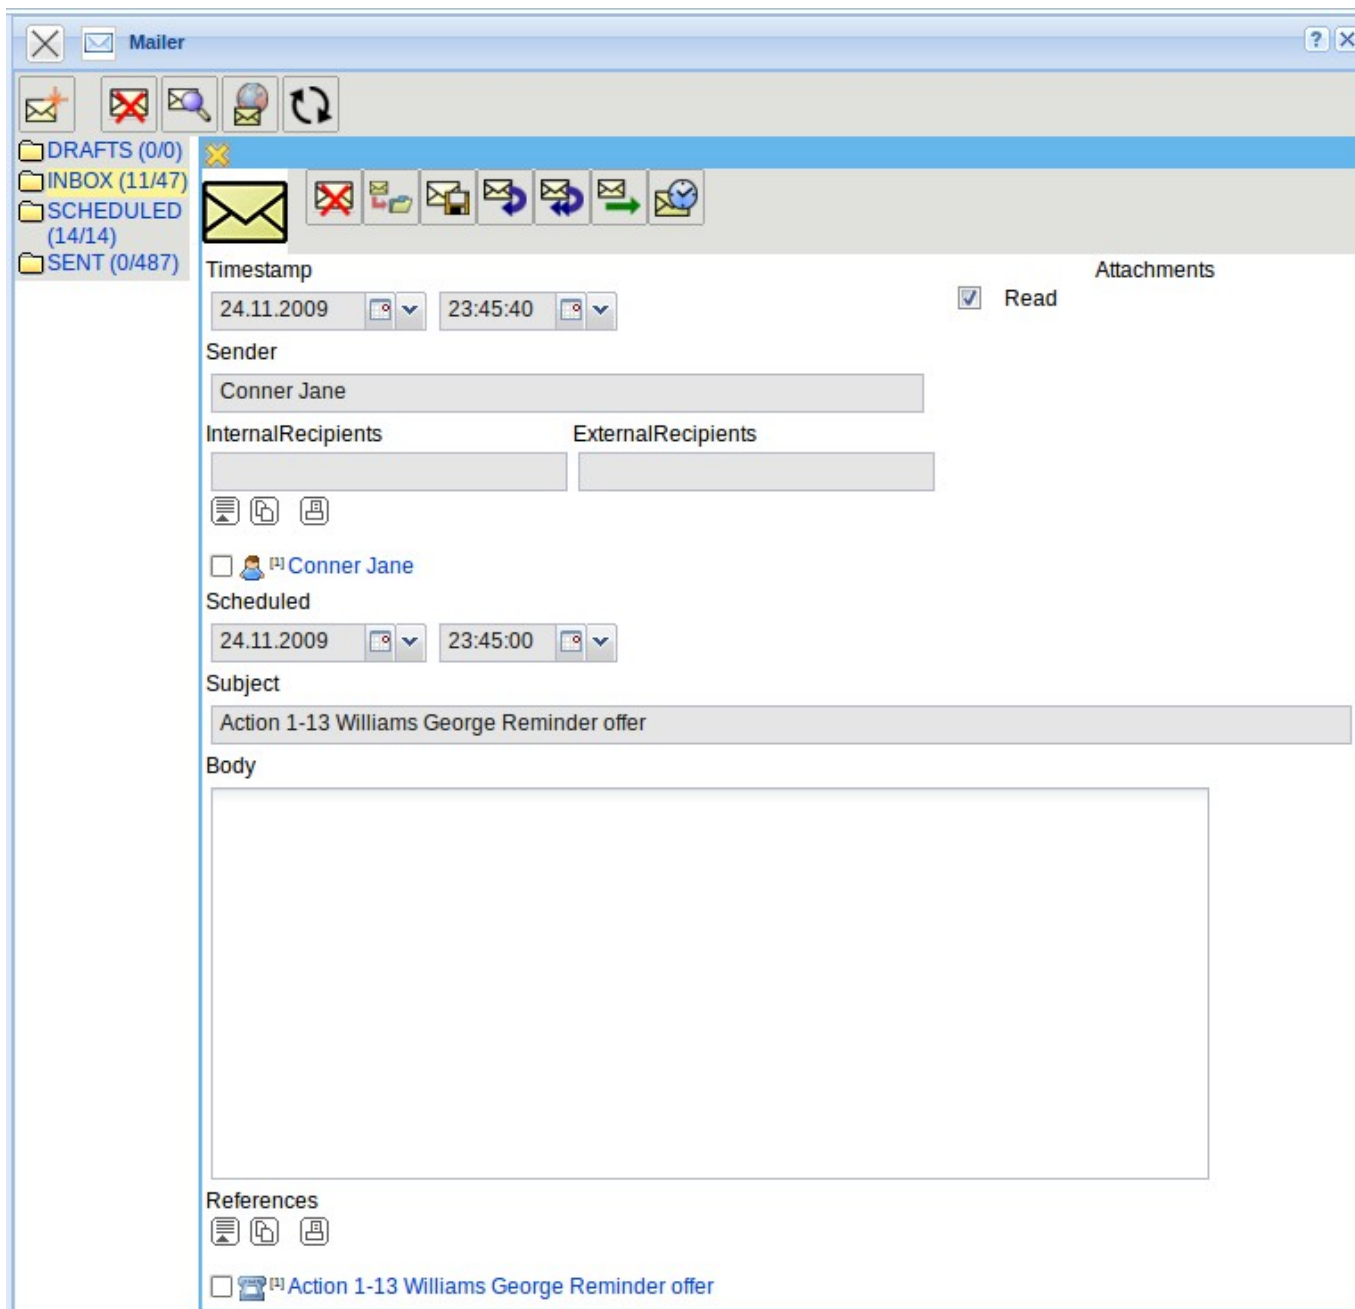 Mailer
DRAFTS (0/0)
INBOX (11/47)
SCHEDULED
(14/14)
SENT (0/487)
Timestamp
Attachments
24.11.2009
23:45:40
Read
Sender
Conner Jane
InternalRecipients
ExternalRecipients
[1] Conner Jane
Scheduled
24.11.2009
23:45:00
Subject
Action 1-13 Williams George Reminder offer
Body
References
[1] Action 1-13 Williams George Reminder offer